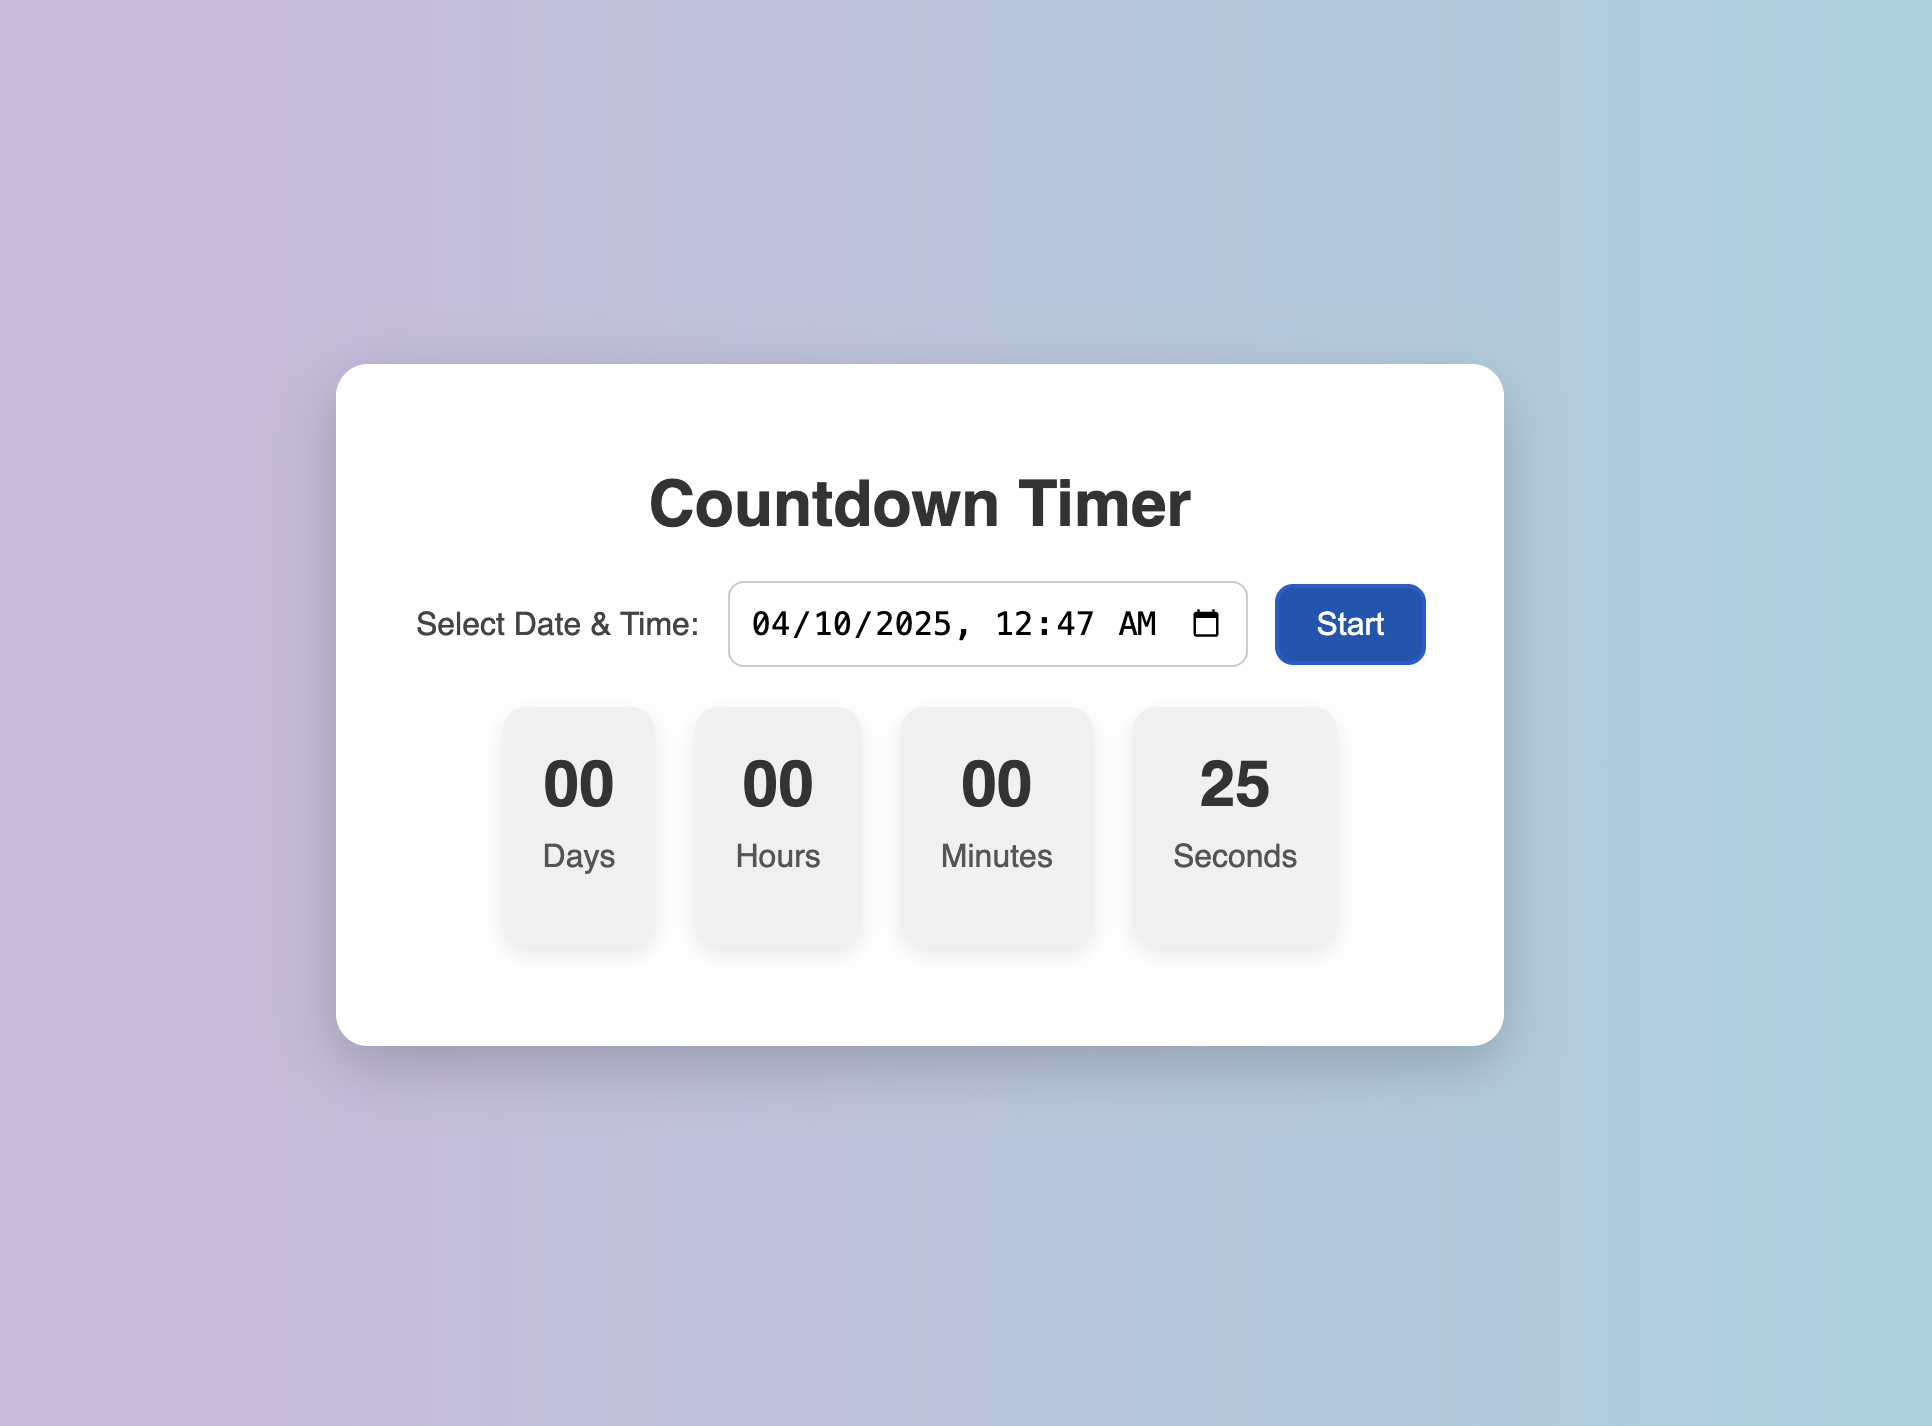 Countdown Timer
Select Date & Time: 04/10/2025, 12:47 AM Start
00 00 00 25
Days Hours Minutes Seconds